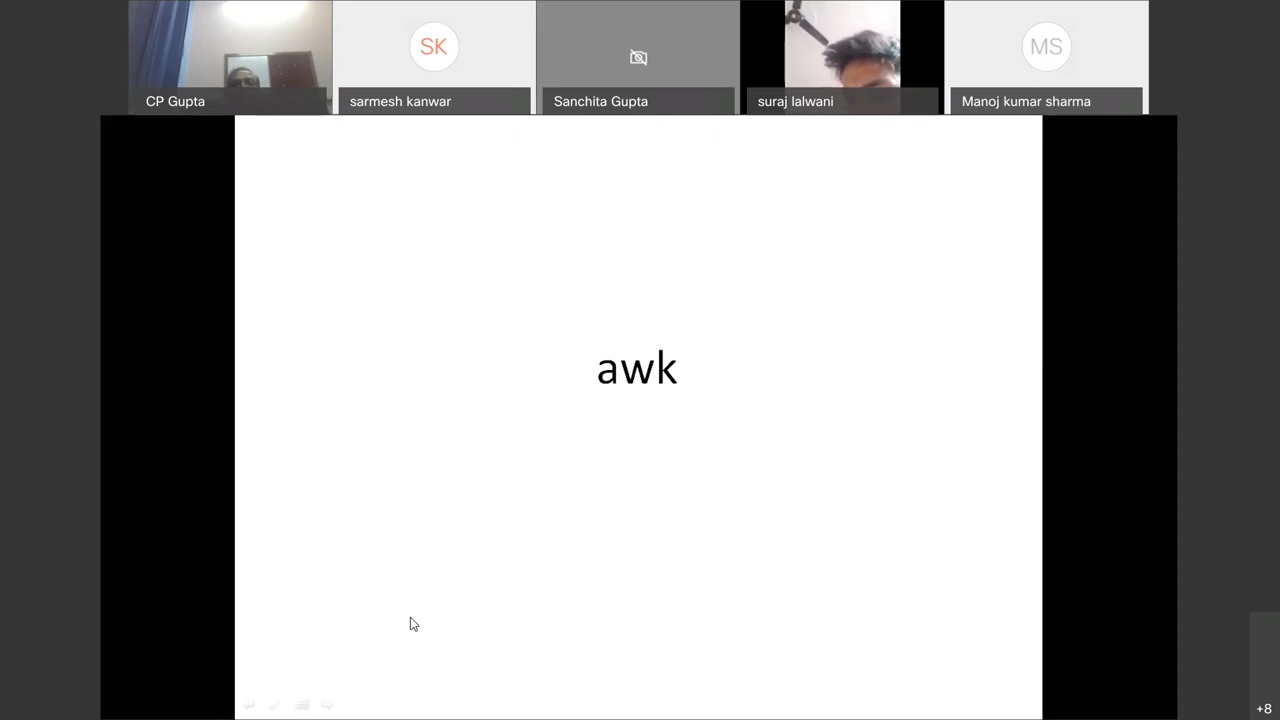 SK
MS
CP Gupta
sarmesh kanwar
Sanchita Gupta
suraj lalwani
Manoj kumar sharma
awk
+8